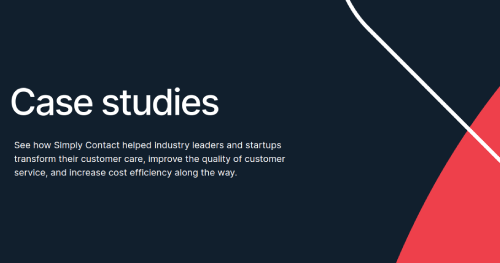 Case studies
See how Simply Contact helped industry leaders and startups
transform their customer care, improve the quality of customer
service, and increase cost efficiency along the way.